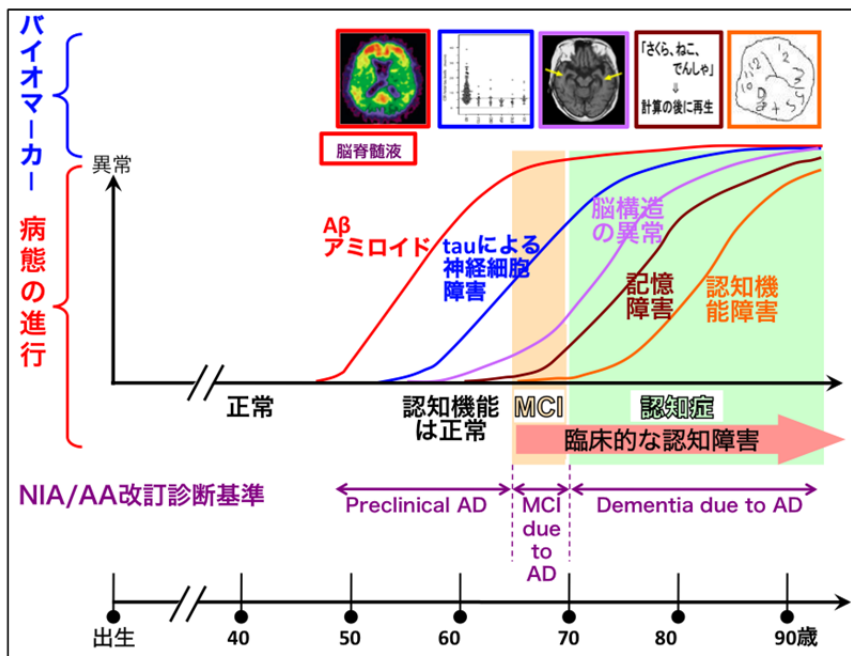 バイオマーカー
病態の進行
「さくら、ねこ、
でんしゃ」
⇩
計算の後に再生
脳脊髄液
異常
Aβ
アミロイド
tauによる
神経細胞
障害
脳構造
の異常
記憶
障害
認知機
能障害
正常
認知機能
は正常
MCI
認知症
臨床的な認知障害
NIA/AA改訂診断基準
Preclinical AD
MCI
due
to
AD
Dementia due to AD
出生
40
50
60
70
80
90歳